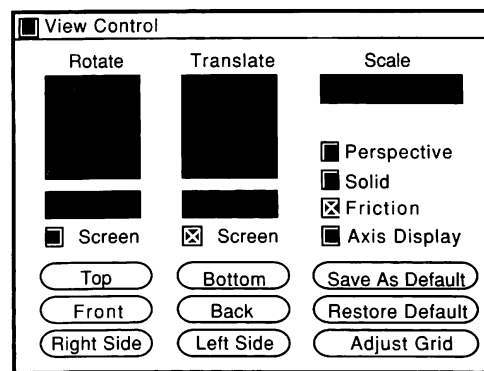 View Control
Rotate Translate Scale
Perspective
Solid
Friction
Screen Screen Axis Display
Top Bottom Save As Default
Front Back Restore Default
Right Side Left Side Adjust Grid